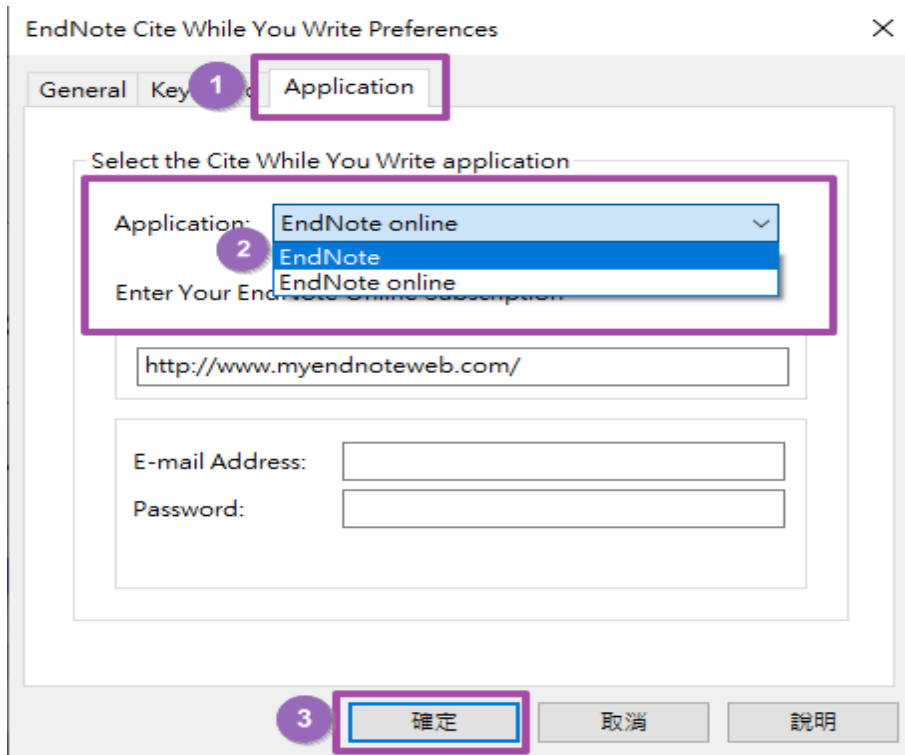 EndNote Cite While You Write Preferences
General Key 1 Application
Select the Cite While You Write application
Application: EndNote online
2 EndNote
EndNote online
Enter Your
http://www.myendnoteweb.com/
E-mail Address:
Password:
3 確定 取消 說明